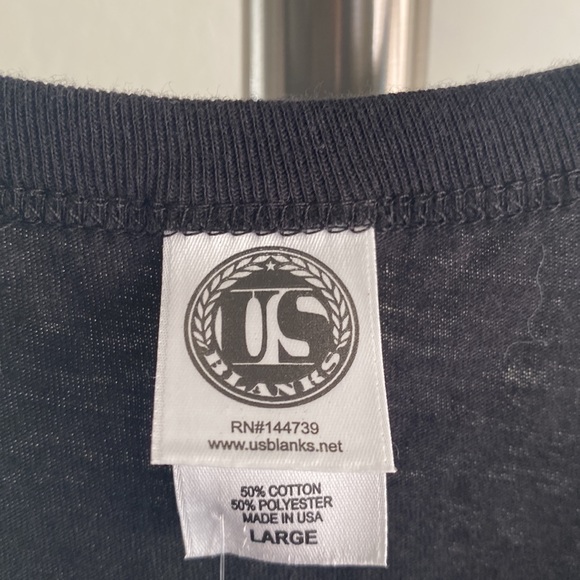 US
BLANKS
RN#144739
www.usblanks.net
50% COTTON
50% POLYESTER
MADE IN USA
LARGE